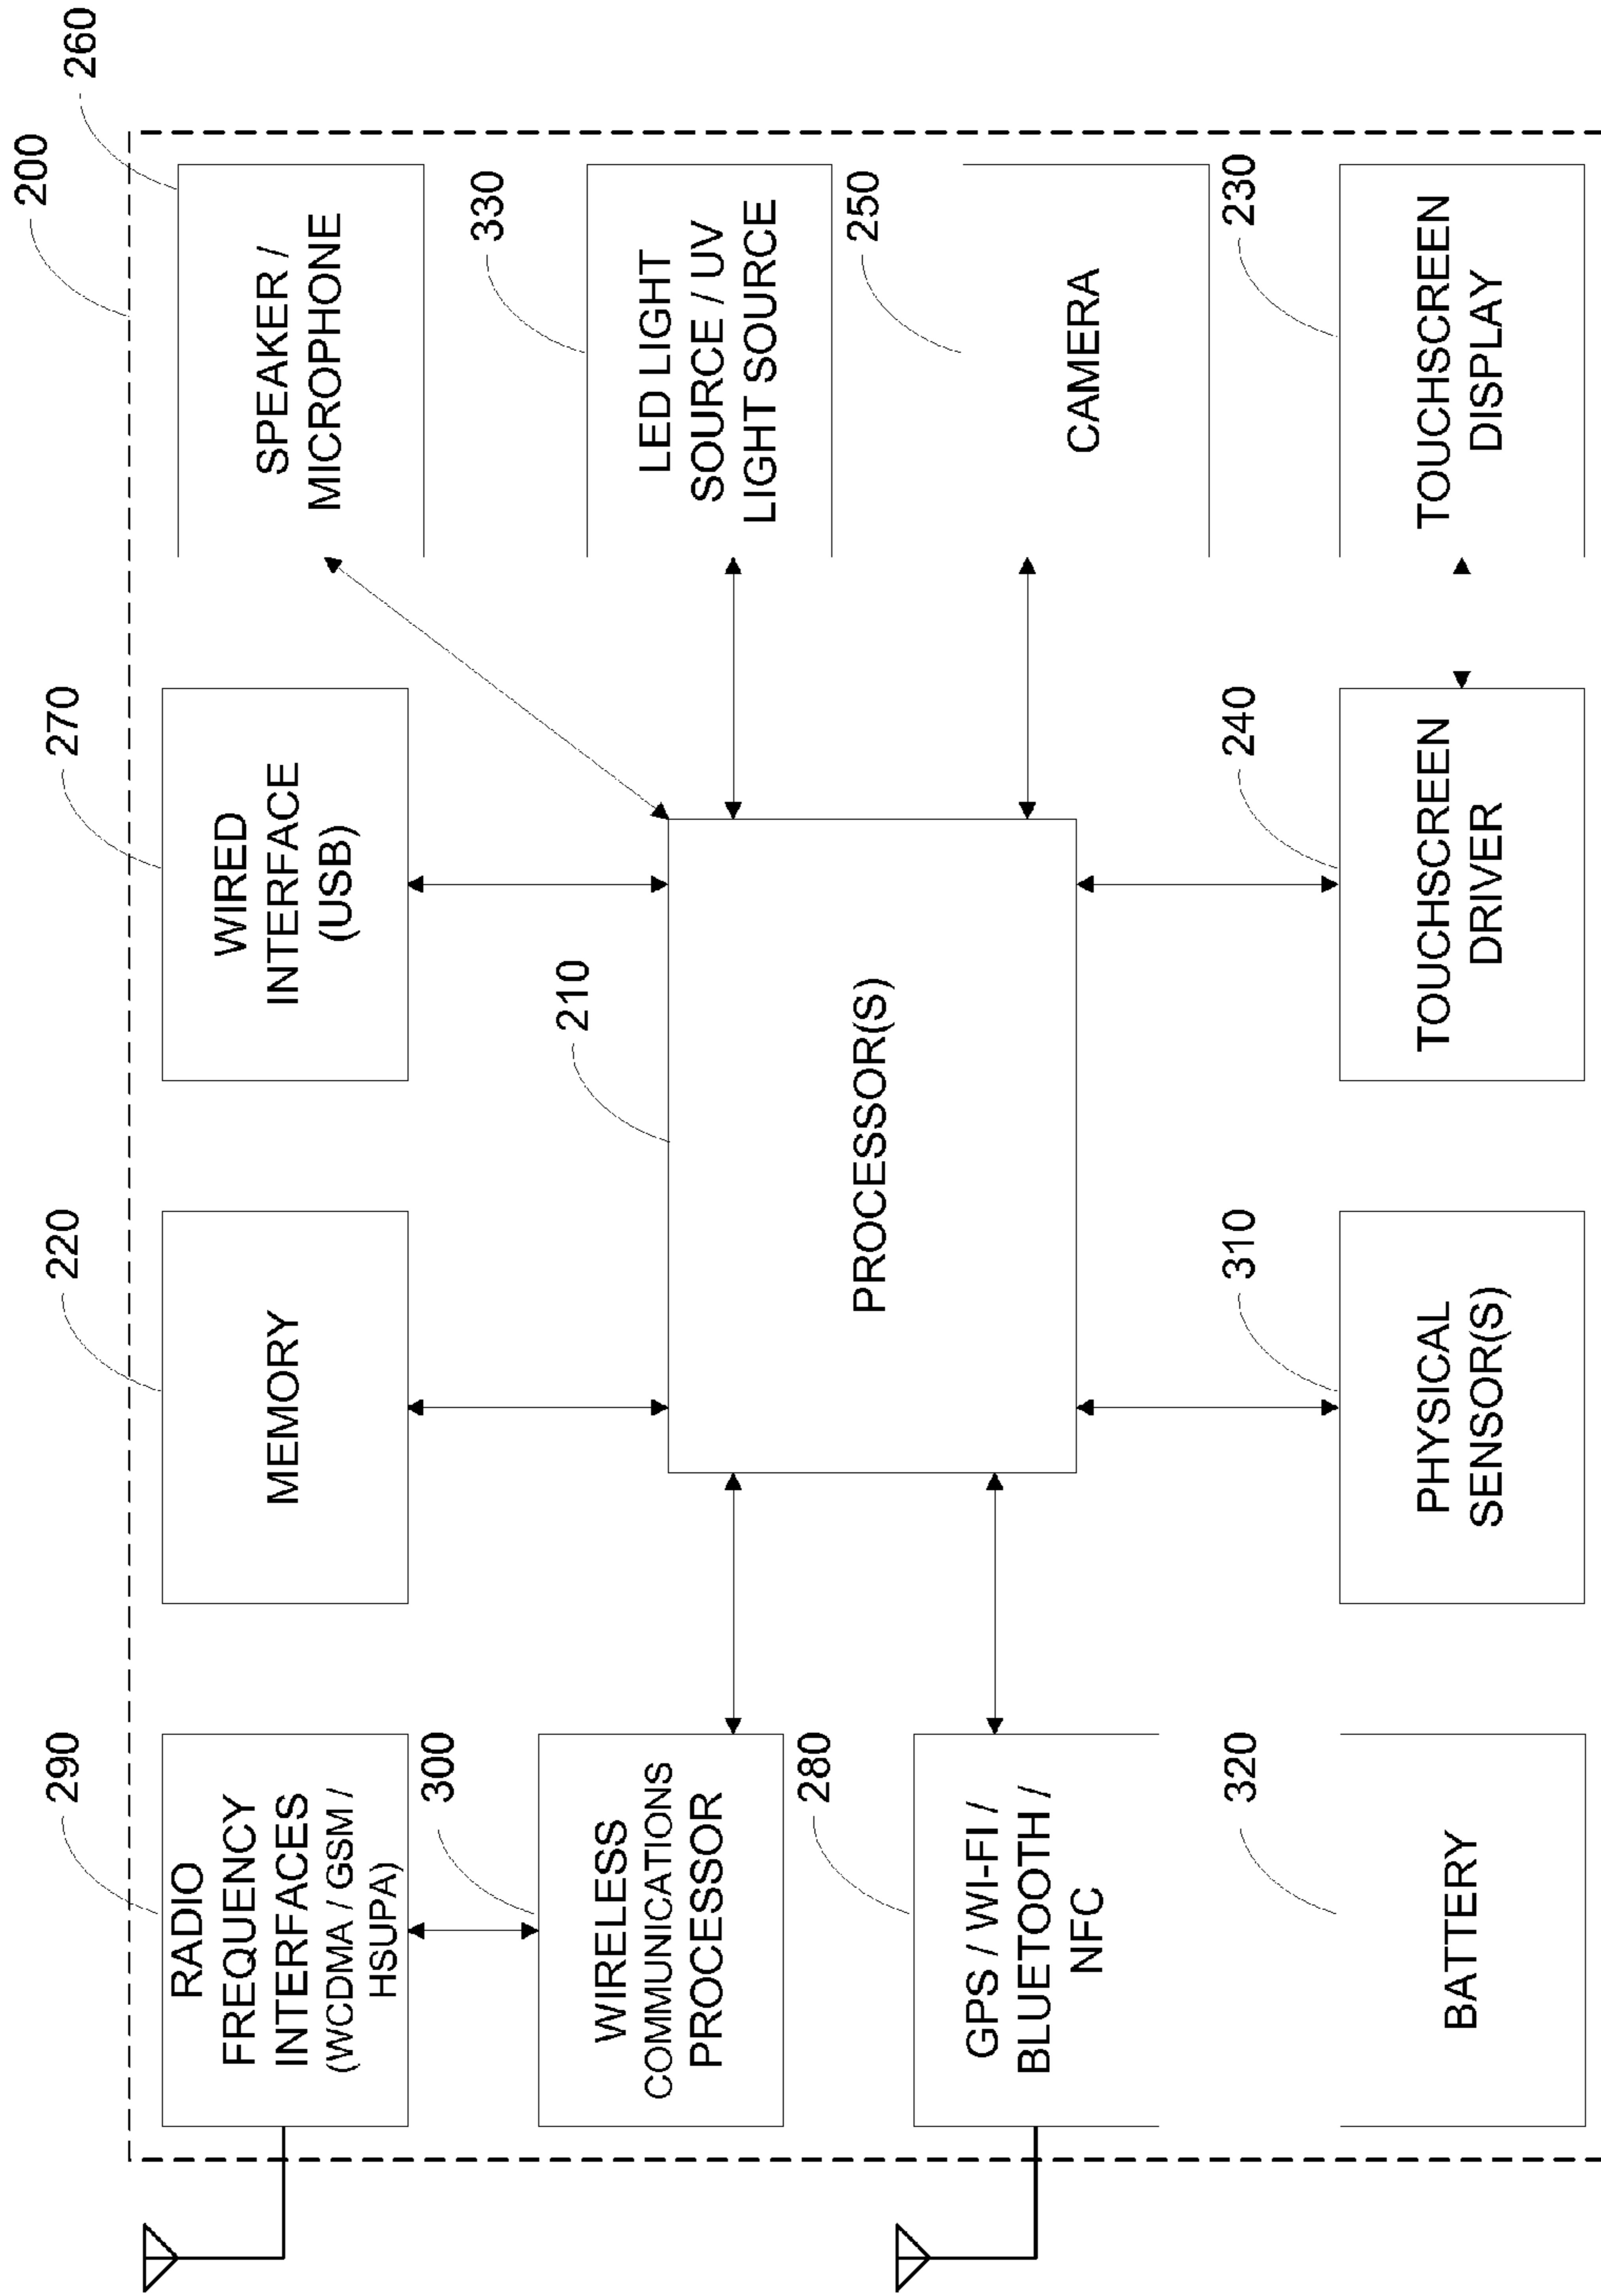 200
260
290
RADIO
FREQUENCY
INTERFACES
(WCDMA / GSM /
HSUPA)
220
MEMORY
270
WIRED
INTERFACE
(USB)
SPEAKER /
MICROPHONE
300
WIRELESS
COMMUNICATIONS
PROCESSOR
210
PROCESSOR(S)
330
LED LIGHT
SOURCE / UV
LIGHT SOURCE
280
GPS / WI-FI /
BLUETOOTH /
NFC
250
CAMERA
320
BATTERY
310
PHYSICAL
SENSOR(S)
240
TOUCHSCREEN
DRIVER
230
TOUCHSCREEN
DISPLAY